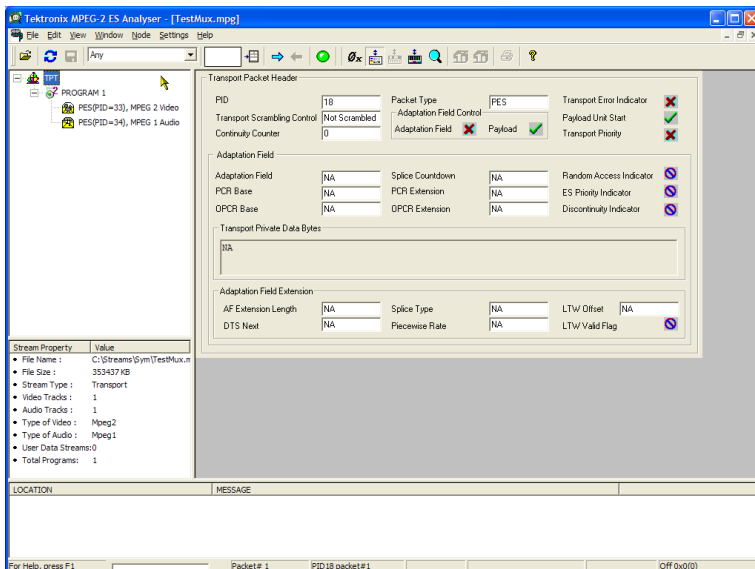 Tektronix MPEG-2 ES Analyser - [TestMux.mpg]
File Edit View Window Node Settings Help
Any
Øx
TPT
PROGRAM 1
PES(PID=33), MPEG 2 Video
PES(PID=34), MPEG 1 Audio
Transport Packet Header
PID 18 Packet Type PES Transport Error Indicator
Transport Scrambling Control Not Scrambled Adaptation Field Control Payload Unit Start
Adaptation Field Payload
Continuity Counter 0 Transport Priority
Adaptation Field
Adaptation Field NA Splice Countdown NA Random Access Indicator
PCR Base NA PCR Extension NA ES Priority Indicator
OPCR Base NA OPCR Extension NA Discontinuity Indicator
Transport Private Data Bytes
NA
Adaptation Field Extension
AF Extension Length NA Splice Type NA LTW Offset NA
DTS Next NA Piecewise Rate NA LTW Valid Flag
Stream Property Value
File Name : C:\Streams\Sym\TestMux.m
File Size : 353437 KB
Stream Type : Transport
Video Tracks : 1
Audio Tracks : 1
Type of Video : Mpeg2
Type of Audio : Mpeg1
User Data Streams:0
Total Programs: 1
LOCATION MESSAGE
For Help, press F1 Packet# 1 PID18 packet#1 Off 0x0(0)